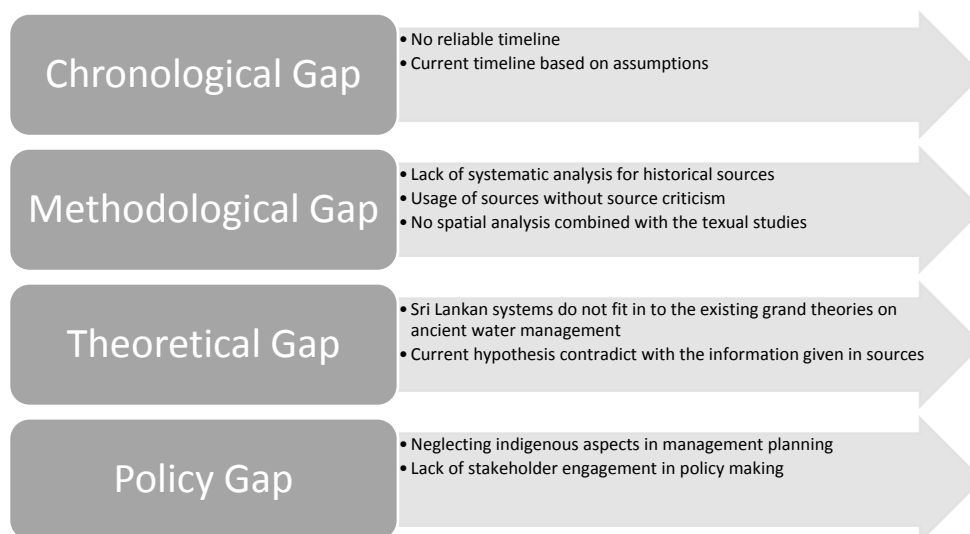 Chronological Gap
• No reliable timeline
• Current timeline based on assumptions
Methodological Gap
• Lack of systematic analysis for historical sources
• Usage of sources without source criticism
• No spatial analysis combined with the texual studies
Theoretical Gap
• Sri Lankan systems do not fit in to the existing grand theories on
ancient water management
• Current hypothesis contradict with the information given in sources
Policy Gap
• Neglecting indigenous aspects in management planning
• Lack of stakeholder engagement in policy making